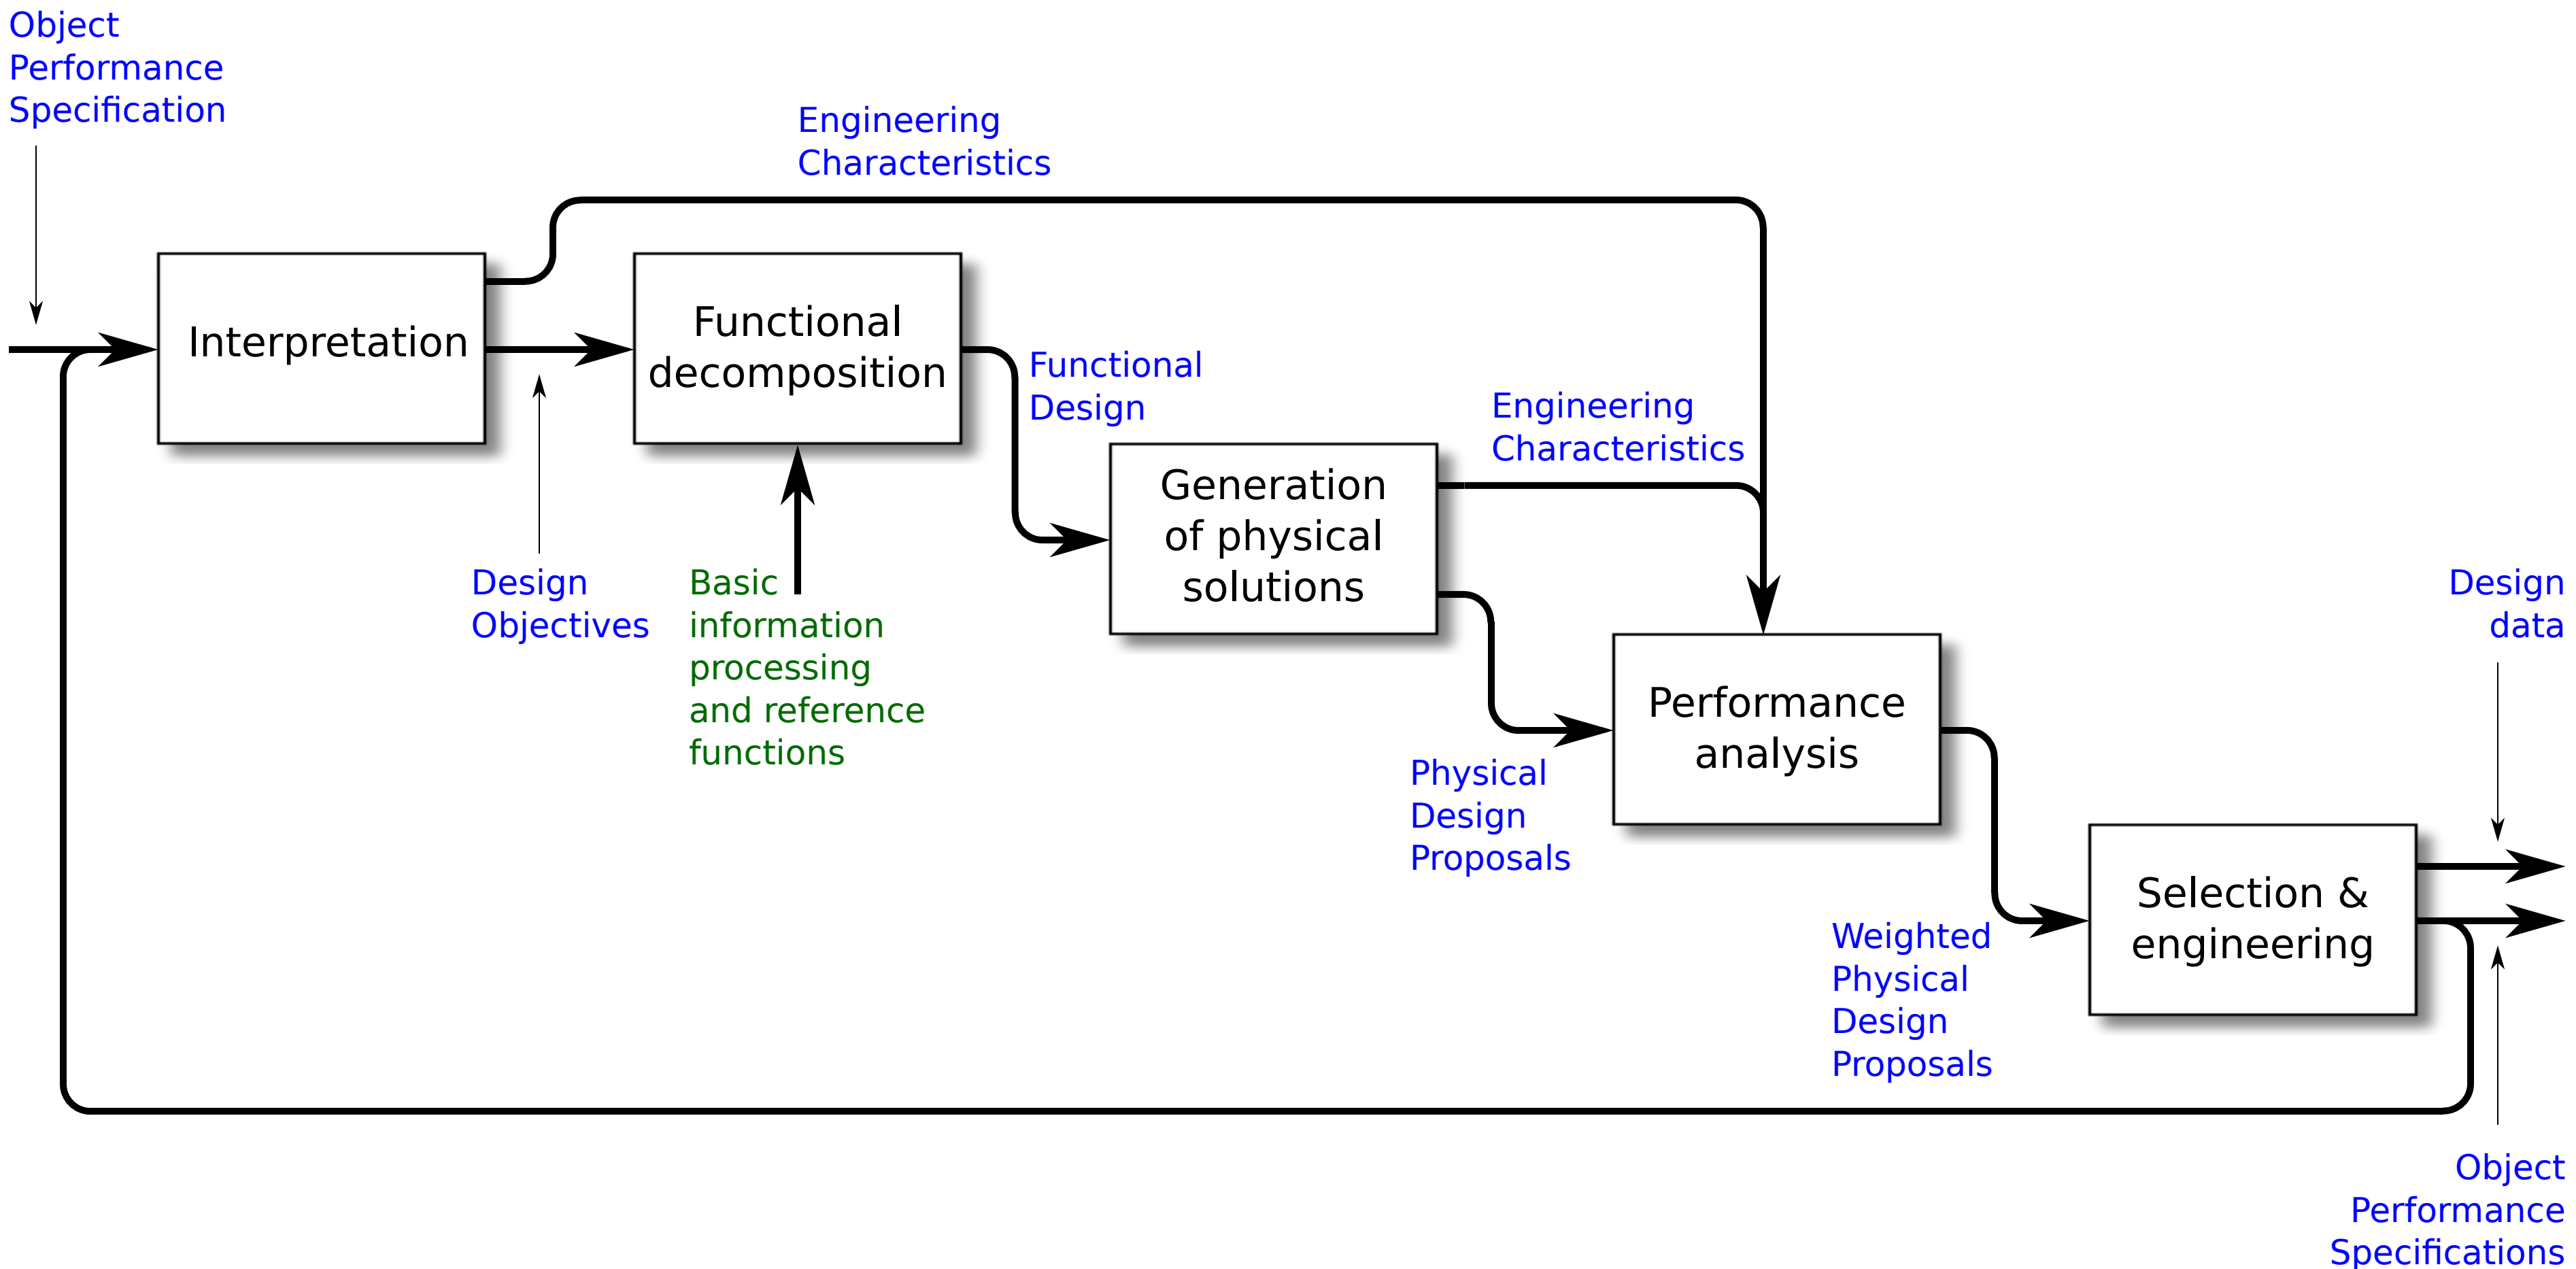 Object
Performance
Specification
Engineering
Characteristics
Interpretation
Functional
decomposition
Functional
Design
Engineering
Characteristics
Generation
of physical
solutions
Design
Objectives
Basic
information
processing
and reference
functions
Design
data
Performance
analysis
Physical
Design
Proposals
Selection &
engineering
Weighted
Physical
Design
Proposals
Object
Performance
Specifications